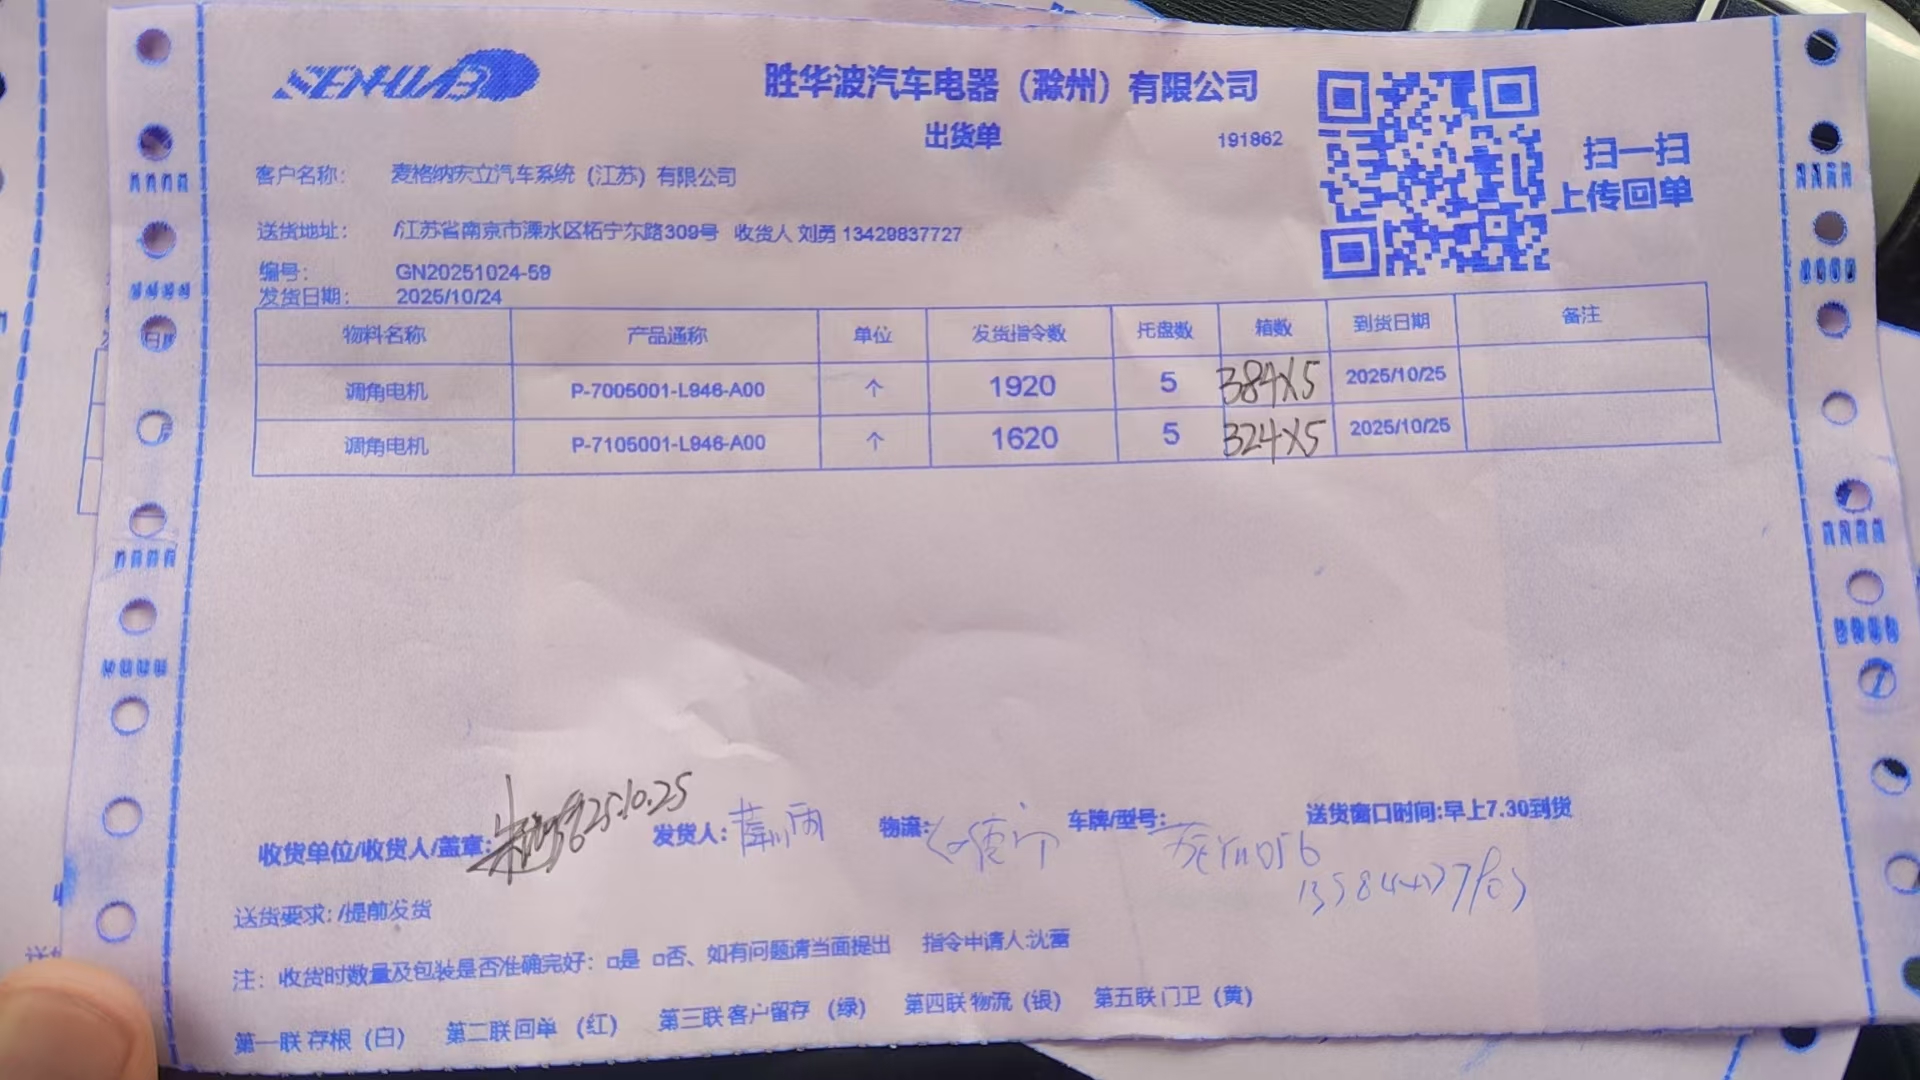 SENHUABO
胜华波汽车电器（滁州）有限公司
出货单
191862
扫一扫
上传回单
客户名称： 麦格纳宏立汽车系统（江苏）有限公司
送货地址： /江苏省南京市溧水区柘宁东路309号 收货人 刘勇 13429837727
编号： GN20251024-59
发货日期： 2025/10/24
物料名称 产品通称 单位 发货指令数 托盘数 箱数 到货日期 备注
调角电机 P-7005001-L946-A00 个 1920 5 384X5 2025/10/25
调角电机 P-7105001-L946-A00 个 1620 5 324X5 2025/10/25
收货单位/收货人/盖章: 25.10.25 发货人: 物流: 车牌/型号: 送货窗口时间:早上7.30到货
送货要求: /提前发货
注： 收货时数量及包装是否准确完好：□是 □否、如有问题请当面提出 指令申请人:沈蕾
第一联 存根 （白） 第二联 回单 （红） 第三联 客户留存 （绿） 第四联 物流 （银） 第五联 门卫 （黄）